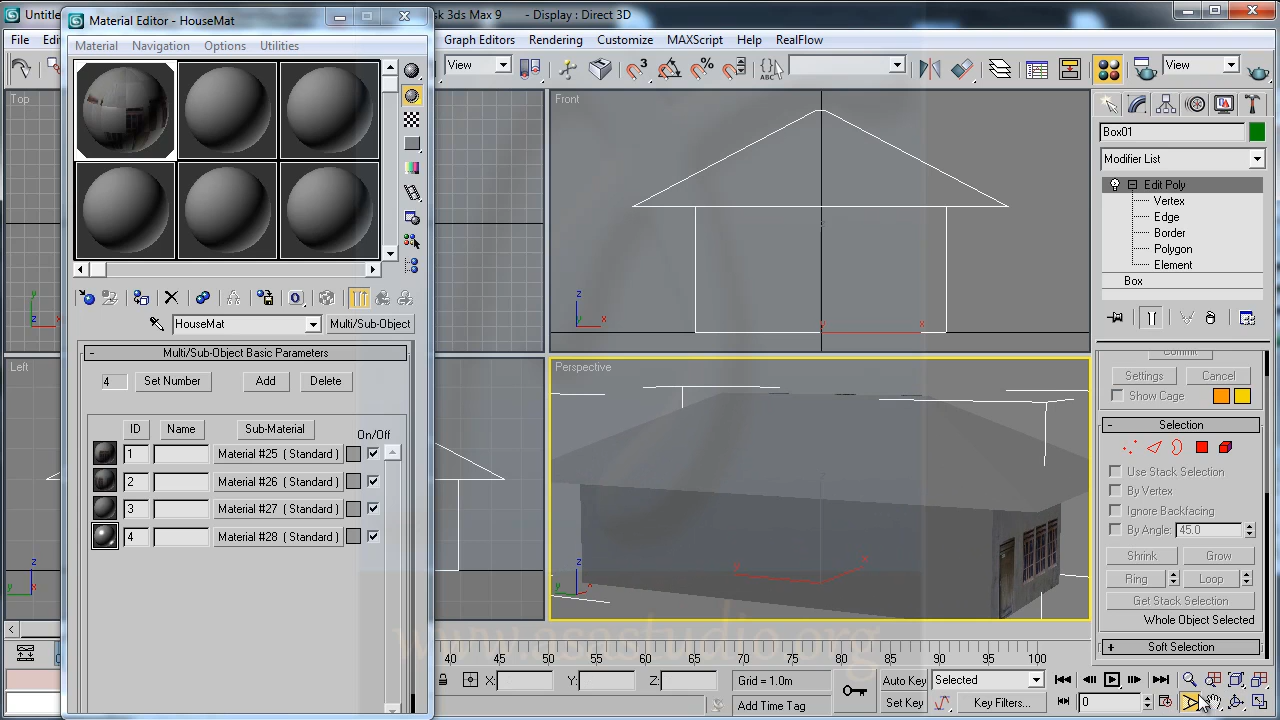 Untitle
Material Editor - HouseMat
sk 3ds Max 9 - Display : Direct 3D
File
Edi
Graph Editors
Rendering
Customize
MAXScript
Help
RealFlow
Material
Navigation
Options
Utilities
View
View
Top
Front
Box01
Modifier List
Edit Poly
Vertex
Edge
Border
Polygon
Element
Box
HouseMat
Multi/Sub-Object
Multi/Sub-Object Basic Parameters
4
Set Number
Add
Delete
ID
Name
Sub-Material
On/Off
1
Material #25 ( Standard )
2
Material #26 ( Standard )
3
Material #27 ( Standard )
4
Material #28 ( Standard )
Left
Perspective
Commit
Settings
Cancel
Show Cage
Selection
Use Stack Selection
By Vertex
Ignore Backfacing
By Angle:
45.0
Shrink
Grow
Ring
Loop
Get Stack Selection
Whole Object Selected
Soft Selection
www.asastudio.org
40 45 50 55 60 65 70 75 80 85 90 95 100
X:
Y:
Z:
Grid = 1.0m
Add Time Tag
Auto Key
Selected
Set Key
Key Filters...
0